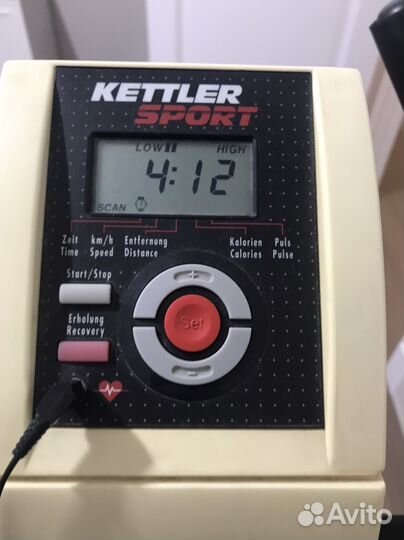 KETTLER
SPORT
LOW HIGH
4:12
SCAN
Zeit km/h Entfernung Kalorien Puls
Time Speed Distance Calories Pulse
Start/Stop
+
Set
Erholung
Recovery
−
Avito